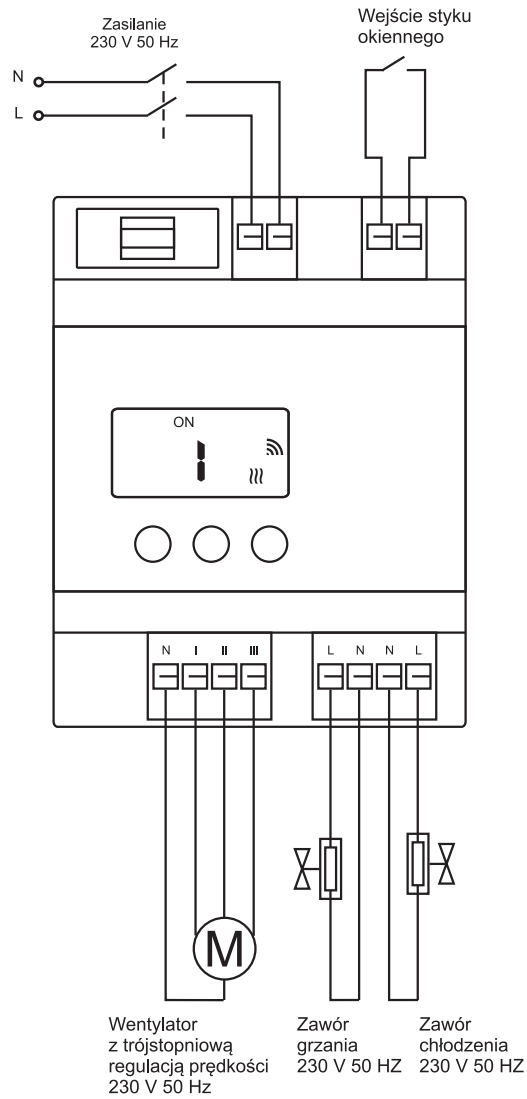 Zasilanie
230 V 50 Hz
Wejście styku
okiennego
N
L
ON
1
N I II III
L N N L
M
Wentylator
z trójstopniową
regulacją prędkości
230 V 50 Hz
Zawór
grzania
230 V 50 HZ
Zawór
chłodzenia
230 V 50 HZ